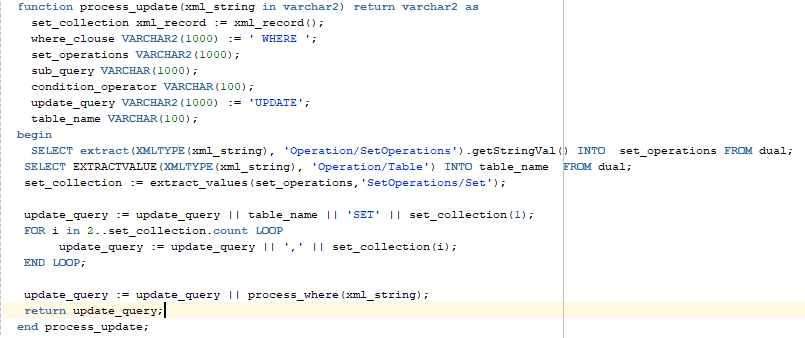 function process_update(xml_string in varchar2) return varchar2 as
set_collection xml_record := xml_record();
where_clouse VARCHAR2(1000) := ' WHERE ';
set_operations VARCHAR2(1000);
sub_query VARCHAR(1000);
condition_operator VARCHAR(100);
update_query VARCHAR2(1000) := 'UPDATE';
table_name VARCHAR(100);
begin
SELECT extract(XMLTYPE(xml_string), 'Operation/SetOperations').getStringVal() INTO set_operations FROM dual;
SELECT EXTRACTVALUE(XMLTYPE(xml_string), 'Operation/Table') INTO table_name FROM dual;
set_collection := extract_values(set_operations,'SetOperations/Set');
update_query := update_query || table_name || 'SET' || set_collection(1);
FOR i in 2..set_collection.count LOOP
update_query := update_query || ',' || set_collection(i);
END LOOP;
update_query := update_query || process_where(xml_string);
return update_query;
end process_update;